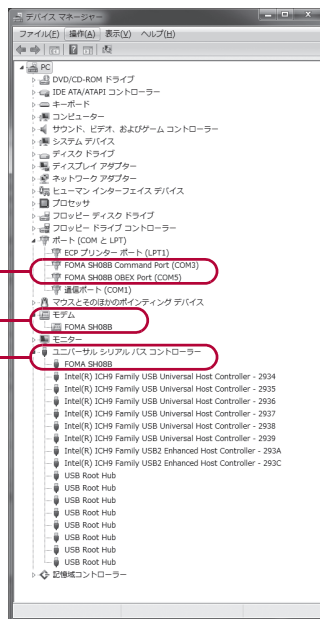 デバイス マネージャー
ファイル(F) 操作(A) 表示(V) ヘルプ(H)
PC
DVD/CD-ROM ドライブ
IDE ATA/ATAPI コントローラー
キーボード
コンピューター
サウンド、ビデオ、およびゲーム コントローラー
システム デバイス
ディスク ドライブ
ディスプレイ アダプター
ネットワーク アダプター
ヒューマン インターフェイス デバイス
プロセッサ
フロッピー ディスク ドライブ
フロッピー ドライブ コントローラー
ポート (COM と LPT)
ECP プリンター ポート (LPT1)
FOMA SH08B Command Port (COM3)
FOMA SH08B OBEX Port (COM5)
通信ポート (COM1)
マウスとそのほかのポインティング デバイス
モデム
FOMA SH08B
モニター
ユニバーサル シリアル バス コントローラー
FOMA SH08B
Intel(R) ICH9 Family USB Universal Host Controller - 2934
Intel(R) ICH9 Family USB Universal Host Controller - 2935
Intel(R) ICH9 Family USB Universal Host Controller - 2936
Intel(R) ICH9 Family USB Universal Host Controller - 2937
Intel(R) ICH9 Family USB Universal Host Controller - 2938
Intel(R) ICH9 Family USB Universal Host Controller - 2939
Intel(R) ICH9 Family USB2 Enhanced Host Controller - 293A
Intel(R) ICH9 Family USB2 Enhanced Host Controller - 293C
USB Root Hub
USB Root Hub
USB Root Hub
USB Root Hub
USB Root Hub
USB Root Hub
USB Root Hub
USB Root Hub
記憶域コントローラー